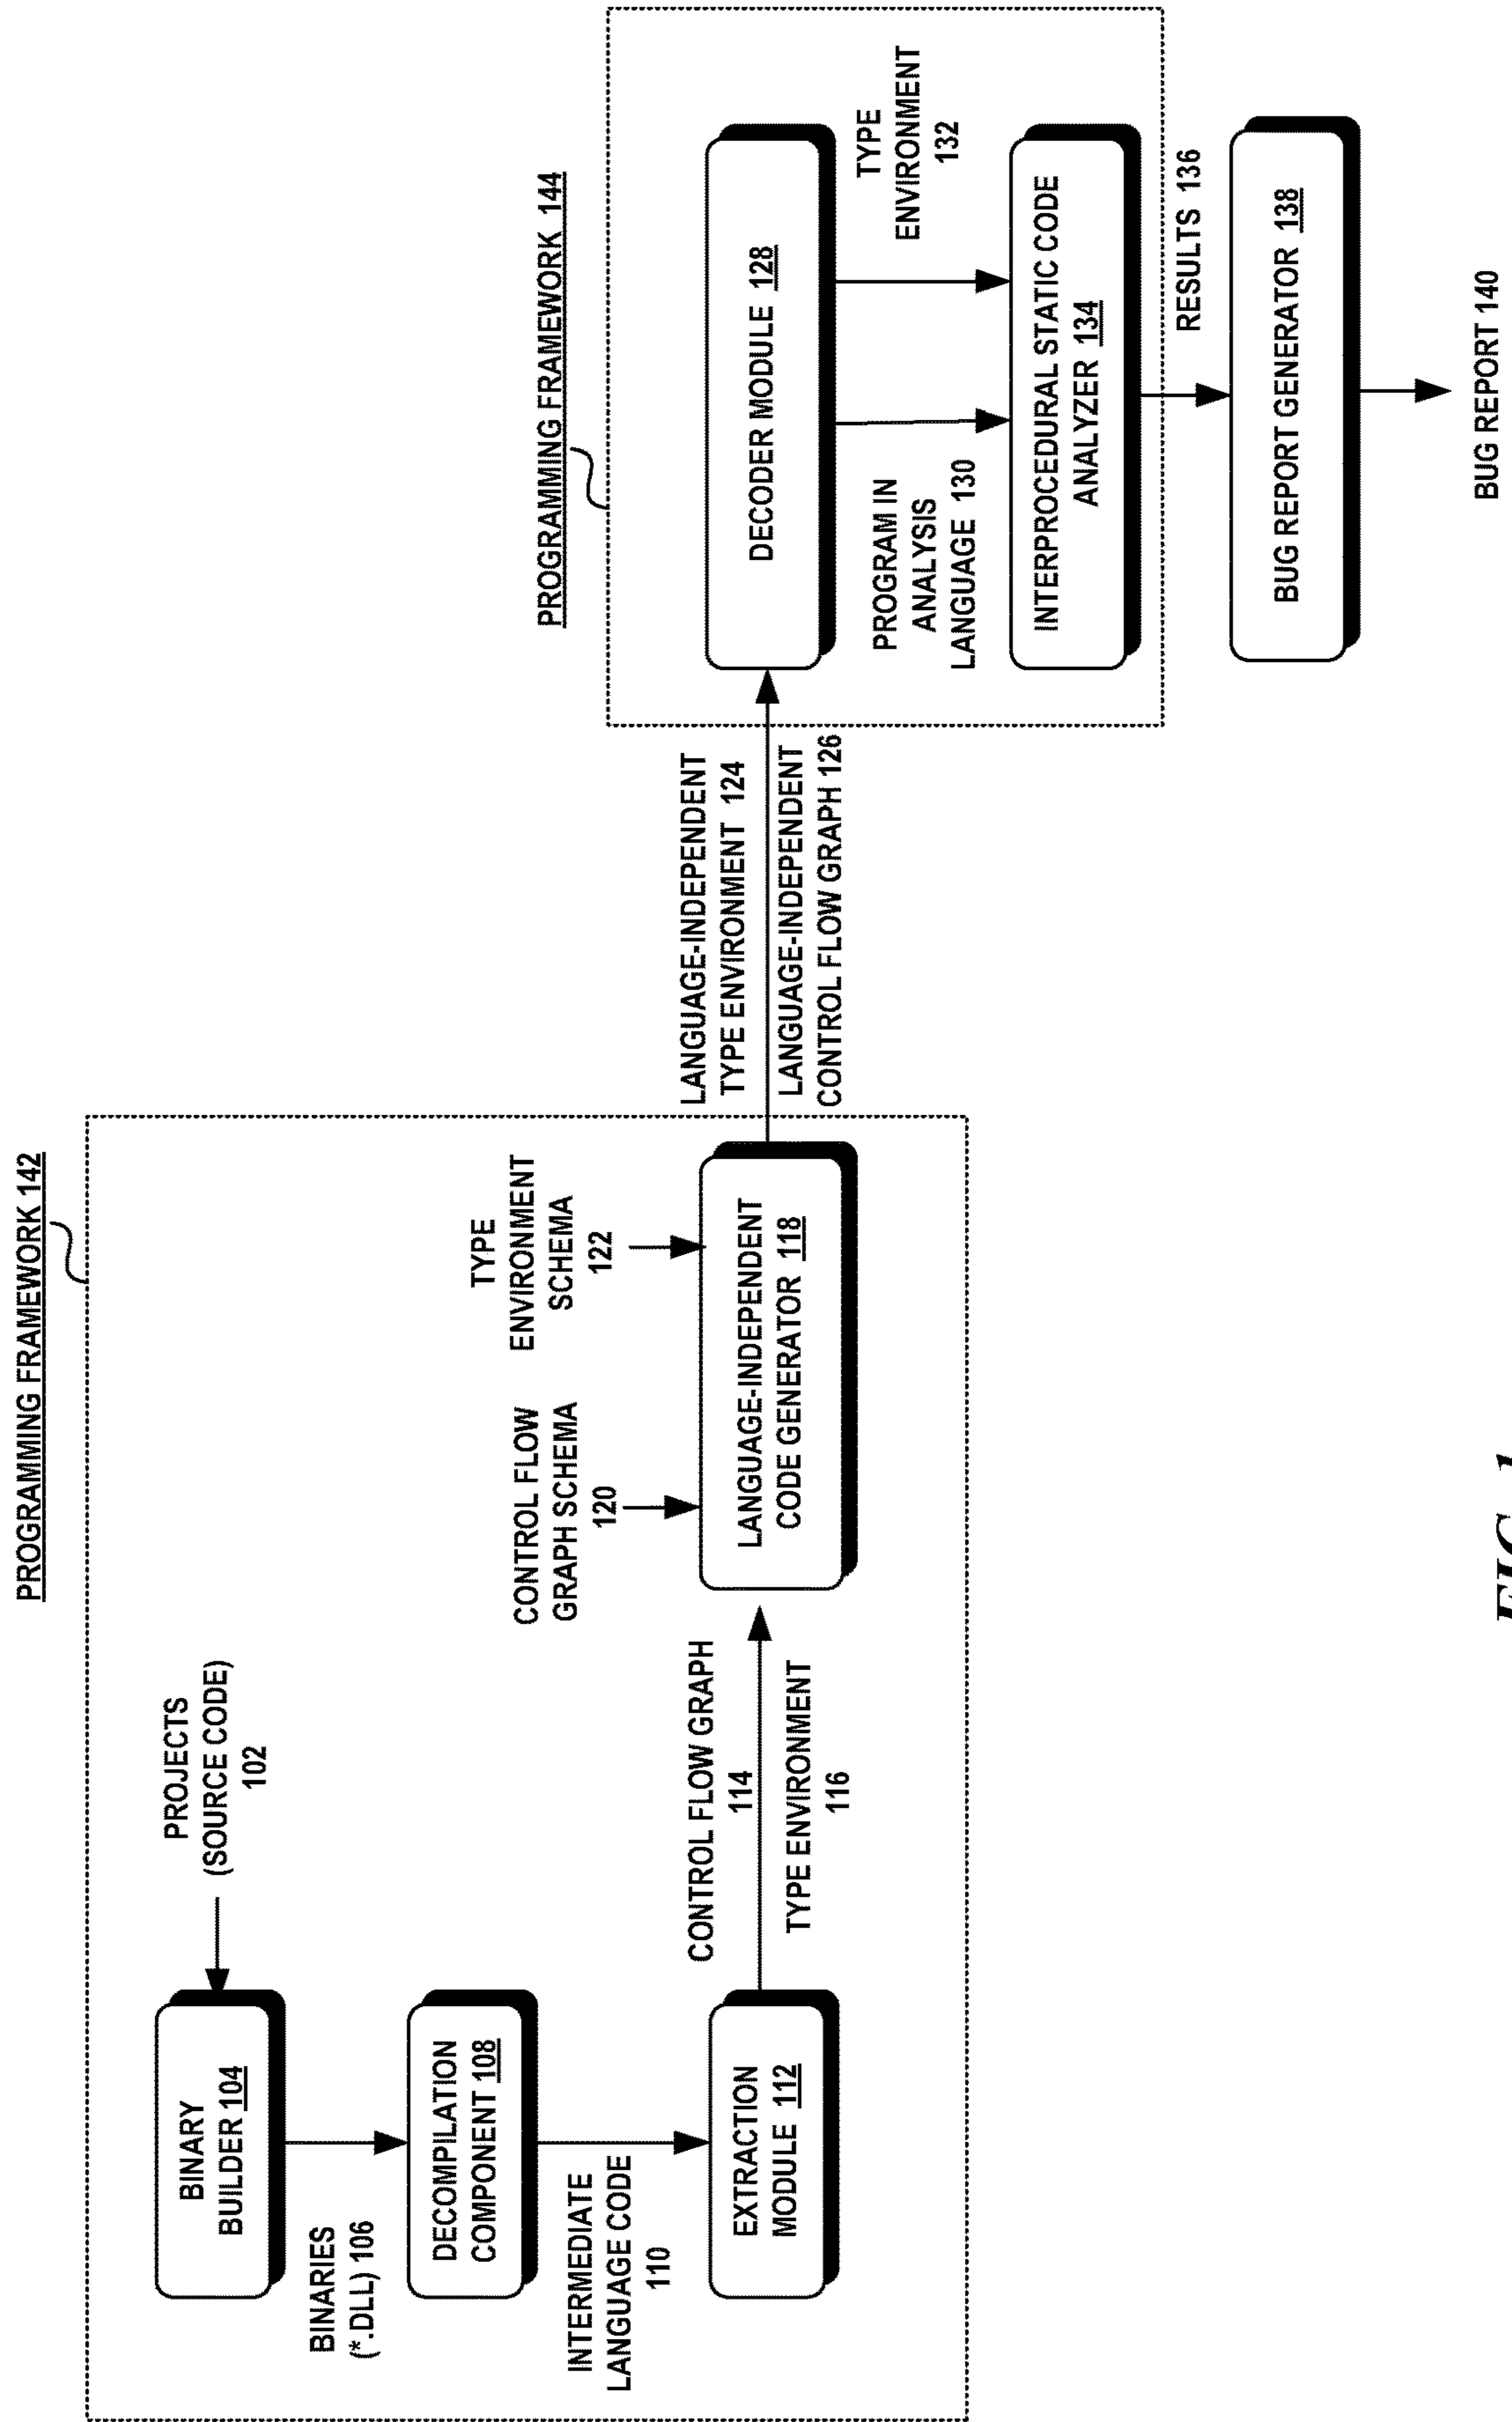 PROGRAMMING FRAMEWORK 142
PROJECTS
(SOURCE CODE)
102
BINARY
BUILDER 104
BINARIES
(*.DLL) 106
DECOMPILATION
COMPONENT 108
INTERMEDIATE
LANGUAGE CODE
110
EXTRACTION
MODULE 112
CONTROL FLOW GRAPH
114
TYPE ENVIRONMENT
116
CONTROL FLOW
GRAPH SCHEMA
120
TYPE
ENVIRONMENT
SCHEMA
122
LANGUAGE-INDEPENDENT
CODE GENERATOR 118
LANGUAGE-INDEPENDENT
TYPE ENVIRONMENT 124
LANGUAGE-INDEPENDENT
CONTROL FLOW GRAPH 126
PROGRAMMING FRAMEWORK 144
DECODER MODULE 128
PROGRAM IN
ANALYSIS
LANGUAGE 130
TYPE
ENVIRONMENT
132
INTERPROCEDURAL STATIC CODE
ANALYZER 134
RESULTS 136
BUG REPORT GENERATOR 138
BUG REPORT 140